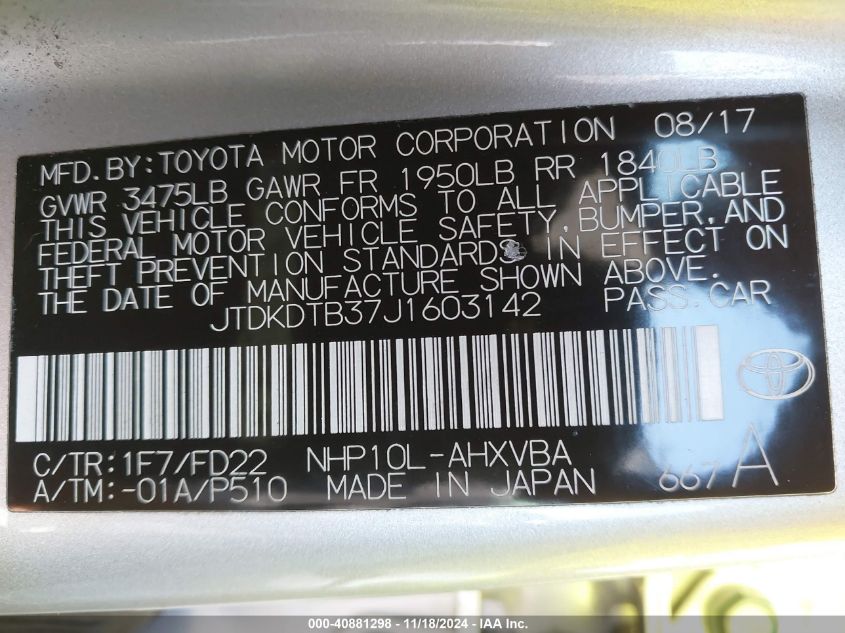 MFD.BY:TOYOTA MOTOR CORPORATION 08/17
GVWR 3475LB GAWR FR 1950LB RR 1840LB
THIS VEHICLE CONFORMS TO ALL APPLICABLE
FEDERAL MOTOR VEHICLE SAFETY,BUMPER,AND
THEFT PREVENTION STANDARDS IN EFFECT ON
THE DATE OF MANUFACTURE SHOWN ABOVE.
JTDKDTB37J1603142 PASS.CAR
C/TR:1F7/FD22 NHP10L-AHXVBA
A/TM:-01A/P510 MADE IN JAPAN 667 A
000-40881298 - 11/18/2024 - IAA Inc.